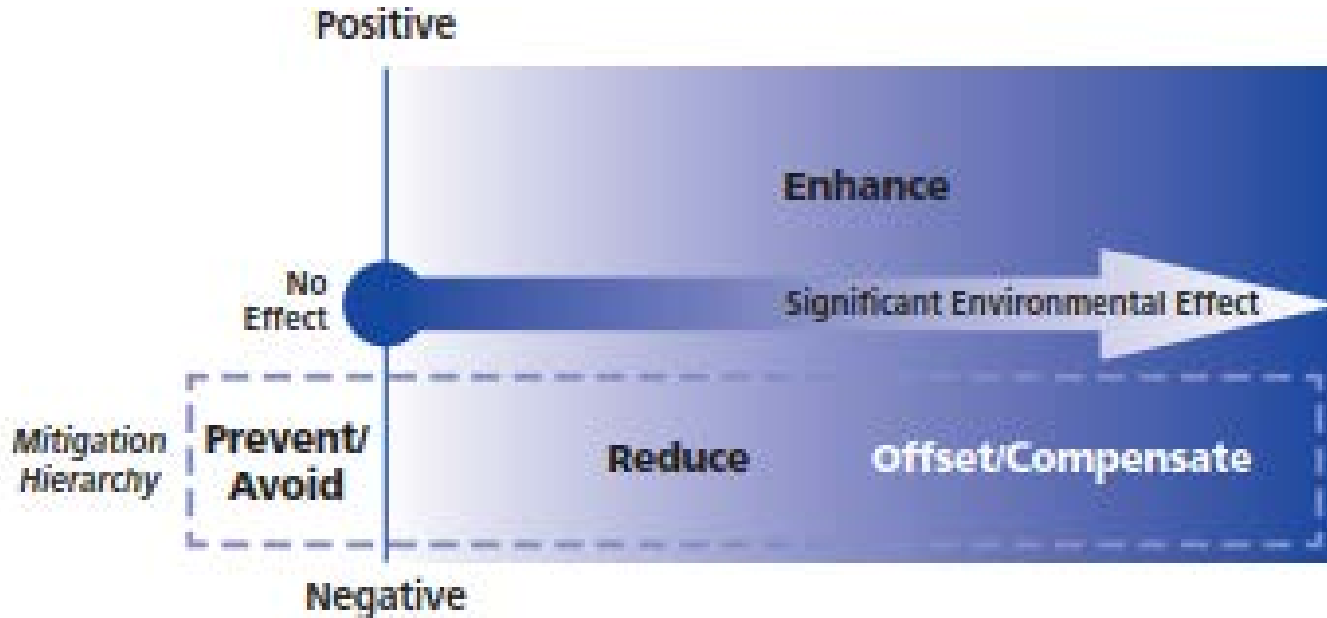 Positive
Enhance
No
Effect
Significant Environmental Effect
Mitigation
Hierarchy
Prevent/
Avoid
Reduce
Offset/Compensate
Negative